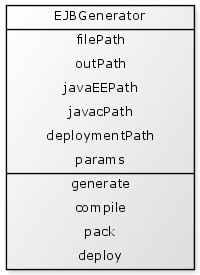 EJBGenerator
filePath
outPath
javaEEPath
javacPath
deploymentPath
params
generate
compile
pack
deploy